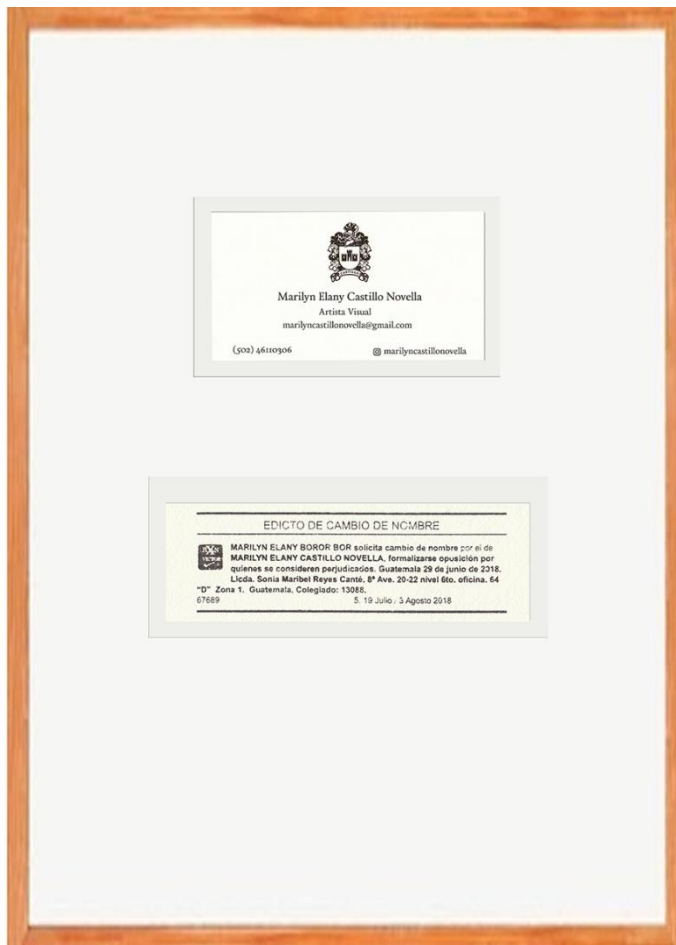 CASTILLO
Marilyn Elany Castillo Novella
Artista Visual
marilyncastillonovella@gmail.com
(502) 46110306
marilyncastillonovella
EDICTO DE CAMBIO DE NOMBRE
MARILYN ELANY BOROR BOR solicita cambio de nombre por el de
MARILYN ELANY CASTILLO NOVELLA, formalizarse oposición por
quienes se consideren perjudicados. Guatemala 29 de junio de 2018.
Licda. Sonia Maribel Reyes Canté, 8ª Ave. 20-22 nivel 6to. oficina. 64
"D" Zona 1. Guatemala. Colegiado: 13088.
67689 5, 19 Julio / 3 Agosto 2018